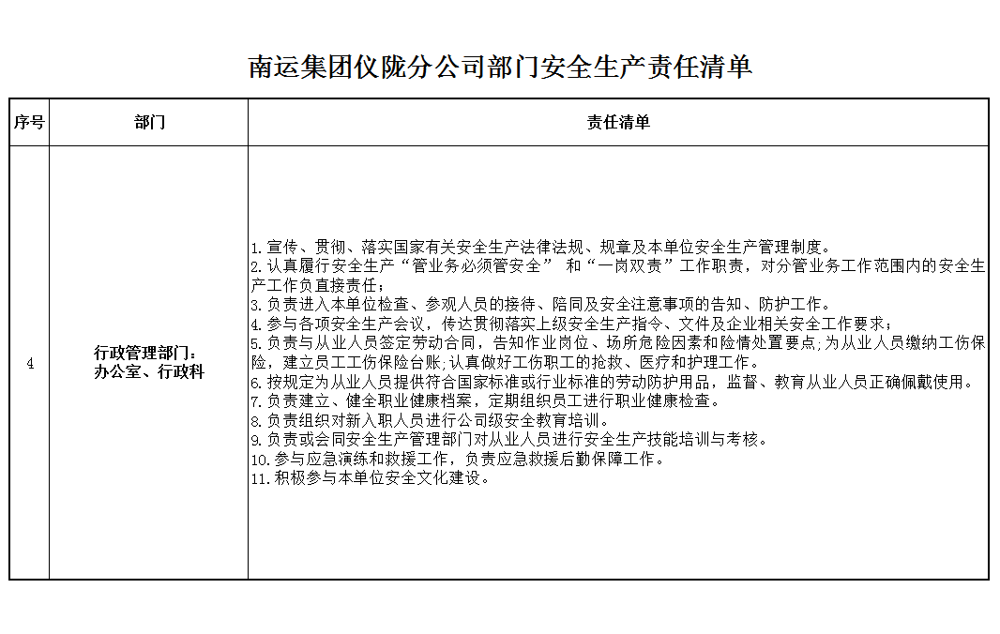 南运集团仪陇分公司部门安全生产责任清单
序号 部门 责任清单
4
行政管理部门：
办公室、行政科
1.宣传、贯彻、落实国家有关安全生产法律法规、规章及本单位安全生产管理制度。
2.认真履行安全生产“管业务必须管安全” 和“一岗双责”工作职责，对分管业务工作范围内的安全生
产工作负直接责任；
3.负责进入本单位检查、参观人员的接待、陪同及安全注意事项的告知、防护工作。
4.参与各项安全生产会议，传达贯彻落实上级安全生产指令、文件及企业相关安全工作要求；
5.负责与从业人员签定劳动合同，告知作业岗位、场所危险因素和险情处置要点;为从业人员缴纳工伤保
险，建立员工工伤保险台账;认真做好工伤职工的抢救、医疗和护理工作。
6.按规定为从业人员提供符合国家标准或行业标准的劳动防护用品，监督、教育从业人员正确佩戴使用。
7.负责建立、健全职业健康档案，定期组织员工进行职业健康检查。
8.负责组织对新入职人员进行公司级安全教育培训。
9.负责或会同安全生产管理部门对从业人员进行安全生产技能培训与考核。
10.参与应急演练和救援工作，负责应急救援后勤保障工作。
11.积极参与本单位安全文化建设。